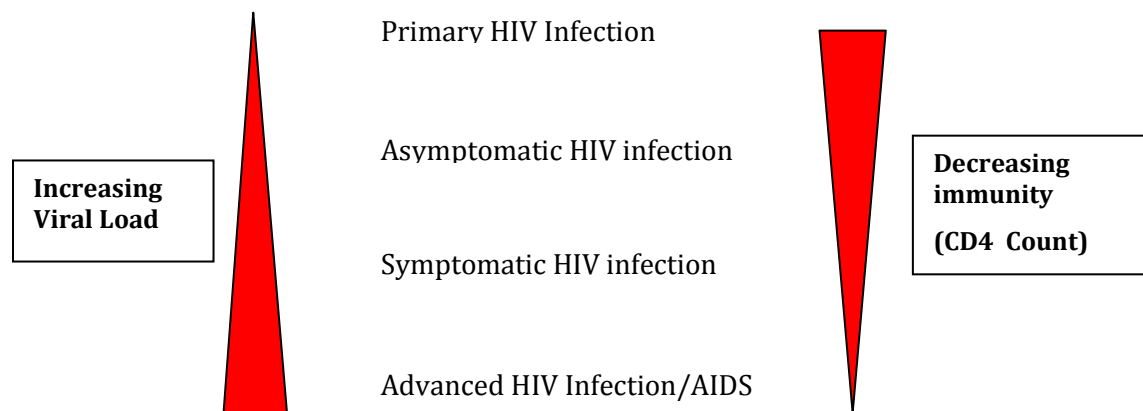 Primary HIV Infection
Asymptomatic HIV infection
Increasing
Viral Load
Decreasing
immunity
(CD4 Count)
Symptomatic HIV infection
Advanced HIV Infection/AIDS